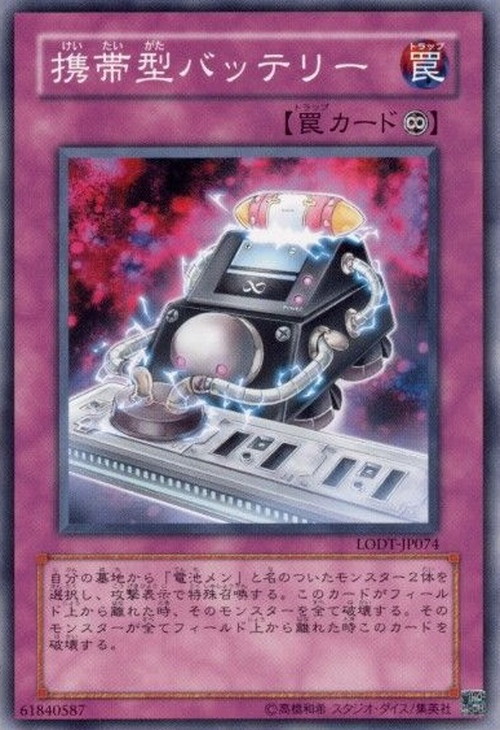 けいたいがた
携帯型バッテリー
トラップ
罠
トラップ
【罠カード】
∞
LODT-JP074
自分の墓地から「電池メン」と名のついたモンスター2体を
選択し、攻撃表示で特殊召喚する。このカードがフィール
ド上から離れた時、そのモンスターを全て破壊する。その
モンスターが全てフィールド上から離れた時このカードを
破壊する。
61840587
©高橋和希 スタジオ・ダイス/集英社